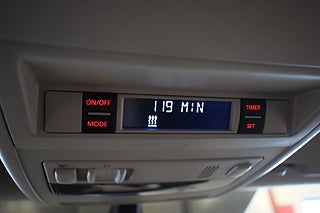 ON/OFF
119 MIN
TIMER
MODE
SET